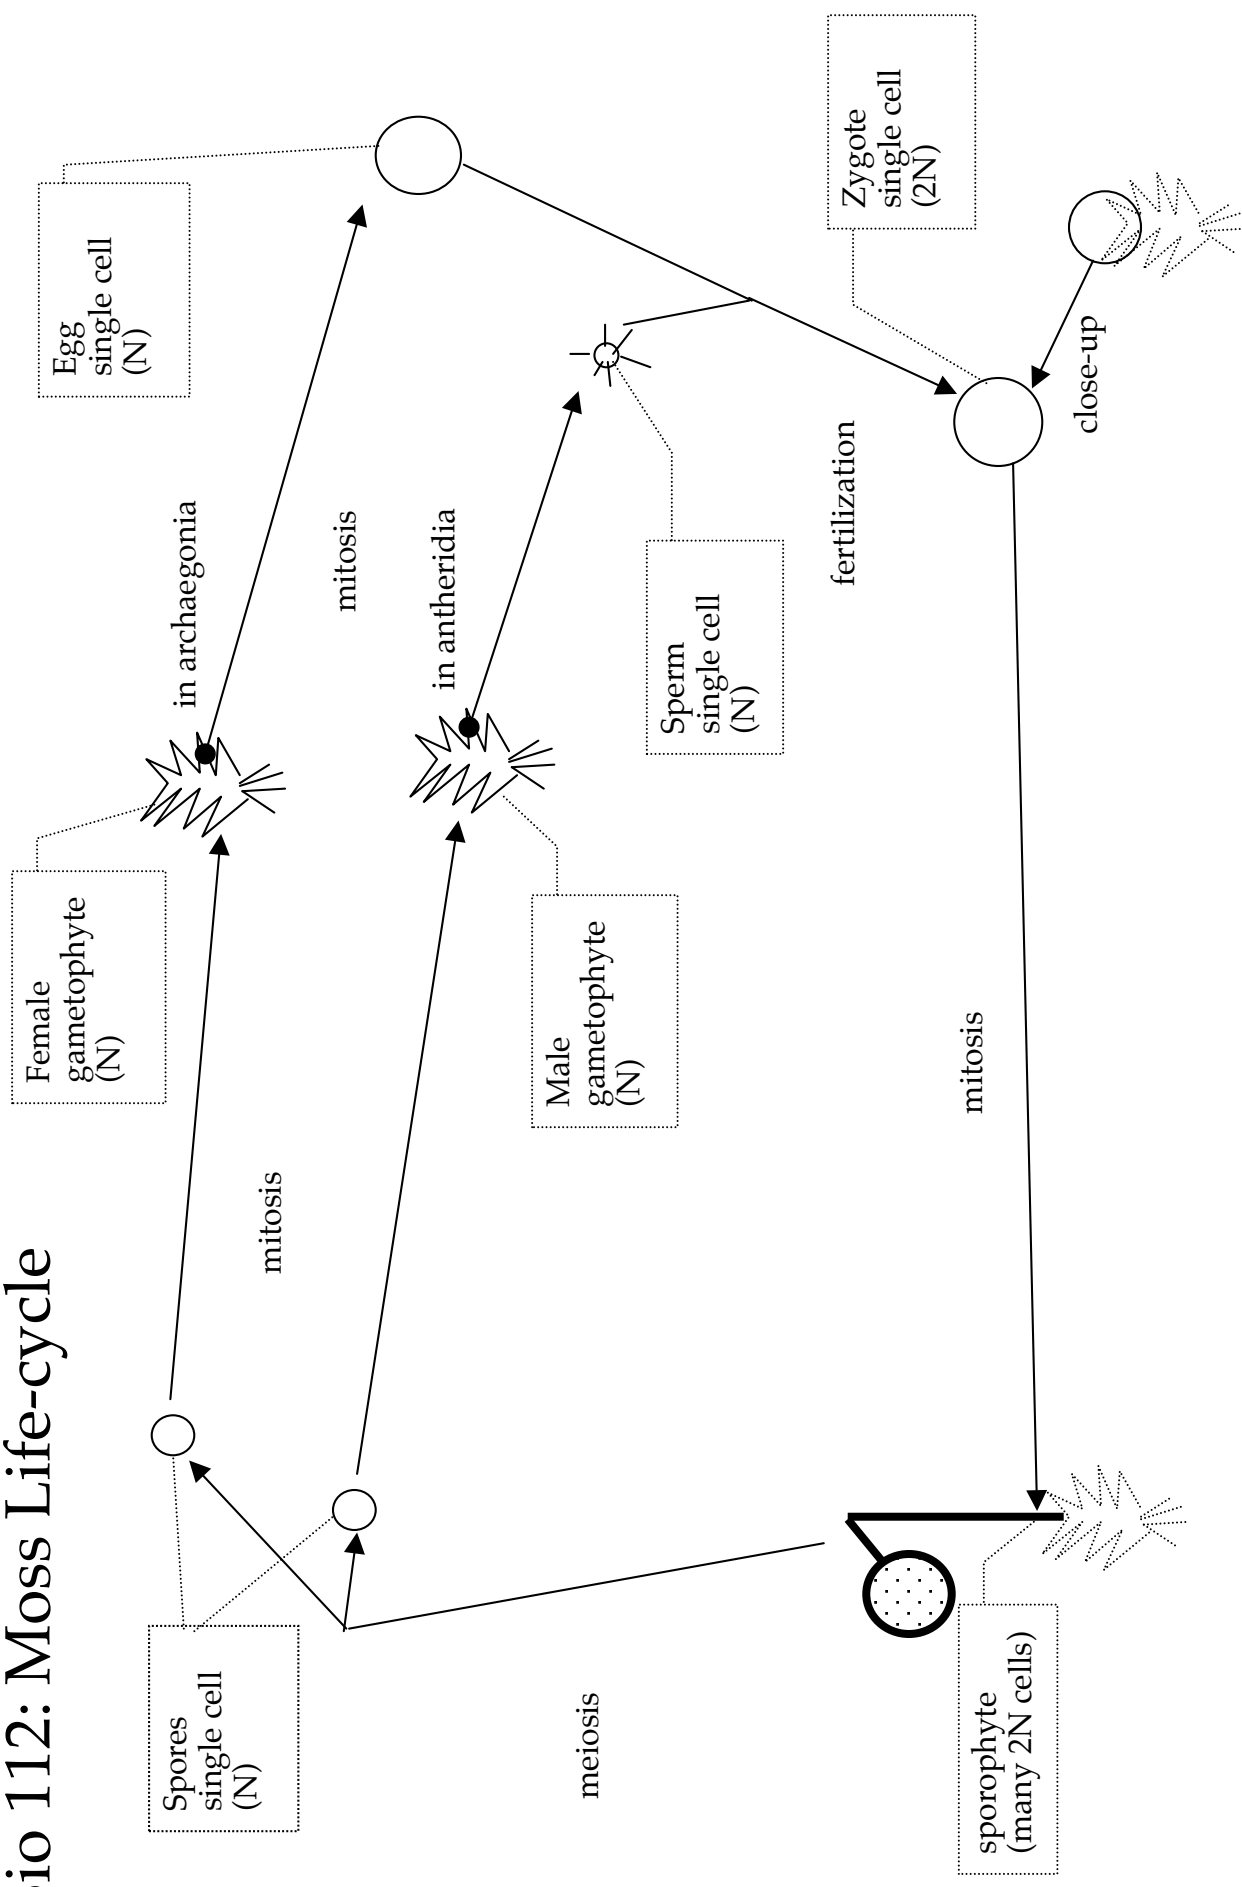 Bio 112: Moss Life-cycle
Female
gametophyte
(N)
Egg
single cell
(N)
Spores
single cell
(N)
in archaegonia
mitosis
mitosis
in antheridia
Male
gametophyte
(N)
meiosis
Sperm
single cell
(N)
fertilization
Zygote
single cell
(2N)
mitosis
sporophyte
(many 2N cells)
close-up